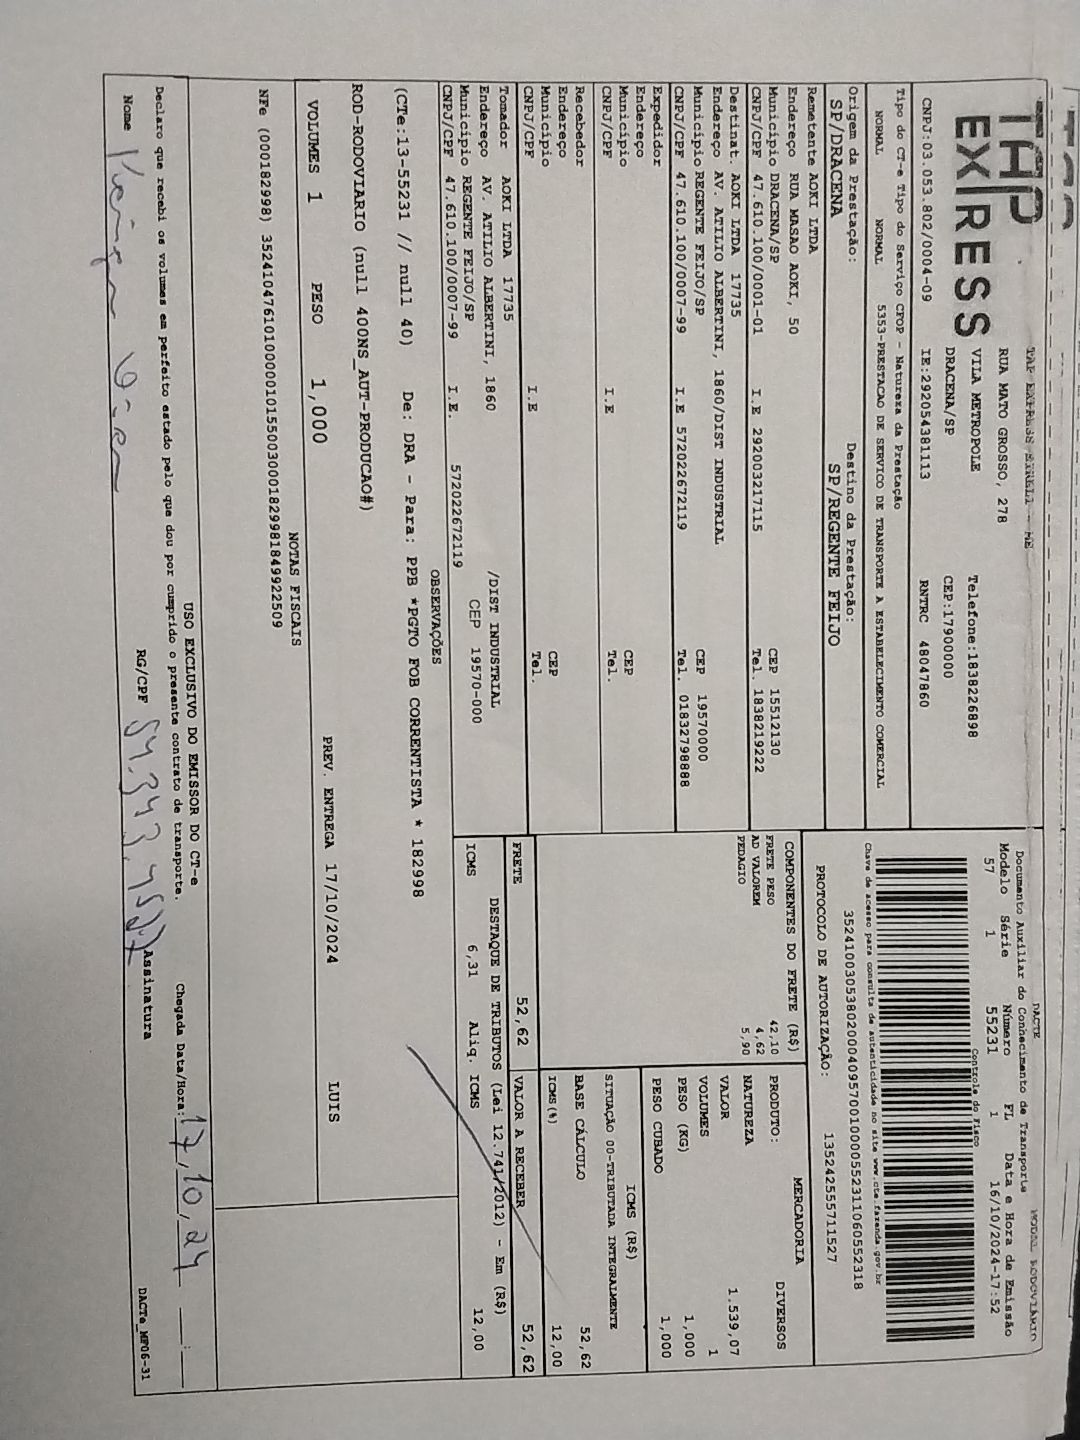 TAP EXPRESS
TAP EXPRESS EIRELI - ME
RUA MATO GROSSO, 278
VILA METROPOLE
DRACENA/SP
Telefone:1838226898
CEP:17900000
CNPJ:03.053.802/0004-09 IE:292054381113 RNTRC 48047860
DACTE MODAL RODOVIÁRIO
Documento Auxiliar do Conhecimento de Transporte
Modelo Série Número FL Data e Hora de Emissão
57 1 55231 1 16/10/2024-17:52
Controle do Fisco
Chave de acesso para consulta de autenticidade no site www.cte.fazenda.gov.br
PROTOCOLO DE AUTORIZAÇÃO: 135242555711527
Tipo do CT-e Tipo do Serviço CFOP - Natureza da Prestação
NORMAL NORMAL 5353-PRESTACAO DE SERVICO DE TRANSPORTE A ESTABELECIMENTO COMERCIAL
Origem da Prestação: Destino da Prestação:
SP/DRACENA SP/REGENTE FEIJO
Remetente AOKI LTDA
Endereço RUA MASAO AOKI, 50
Município DRACENA/SP CEP 15512130
CNPJ/CPF 47.610.100/0001-01 I.E 292003217115 Tel. 1838219222
Destinat. AOKI LTDA 17735
Endereço AV. ATILIO ALBERTINI, 1860/DIST INDUSTRIAL
Município REGENTE FEIJO/SP CEP 19570000
CNPJ/CPF 47.610.100/0007-99 I.E 572022672119 Tel. 01832798888
Expedidor
Endereço
Município CEP
CNPJ/CPF I.E Tel.
Recebedor
Endereço
Município CEP
CNPJ/CPF I.E Tel.
Tomador AOKI LTDA 17735
Endereço AV. ATILIO ALBERTINI, 1860 /DIST INDUSTRIAL
Município REGENTE FEIJO/SP CEP 19570-000
CNPJ/CPF 47.610.100/0007-99 I.E. 572022672119
COMPONENTES DO FRETE (R$)
FRETE PESO 42,10
AD VALOREM 4,62
PEDAGIO 5,90
MERCADORIA
PRODUTO: DIVERSOS
NATUREZA
VALOR 1.539,07
VOLUMES 1
PESO (KG) 1,000
PESO CUBADO 1,000
ICMS (R$)
SITUAÇÃO 00-TRIBUTADA INTEGRALMENTE
BASE CÁLCULO 52,62
ICMS (%) 12,00
FRETE 52,62 VALOR A RECEBER 52,62
DESTAQUE DE TRIBUTOS (Lei 12.741/2012) - Em (R$)
ICMS 6,31 Aliq. ICMS 12,00
OBSERVAÇÕES
(CTe:13-55231 // null 40) De: DRA - Para: PPB *PGTO FOB CORRENTISTA * 182998
ROD-RODOVIARIO (null 400NS_AUT-PRODUCAO#)
VOLUMES 1 PESO 1,000 PREV. ENTREGA 17/10/2024 LUIS
NOTAS FISCAIS
NFe (000182998) 35241047610100000101550030001829981849922509
USO EXCLUSIVO DO EMISSOR DO CT-e
Declaro que recebi os volumes em perfeito estado pelo que dou por cumprido o presente contrato de transporte. Chegada Data/Hora: 17,10,24
Nome RG/CPF Assinatura
DACTe_MP06-31